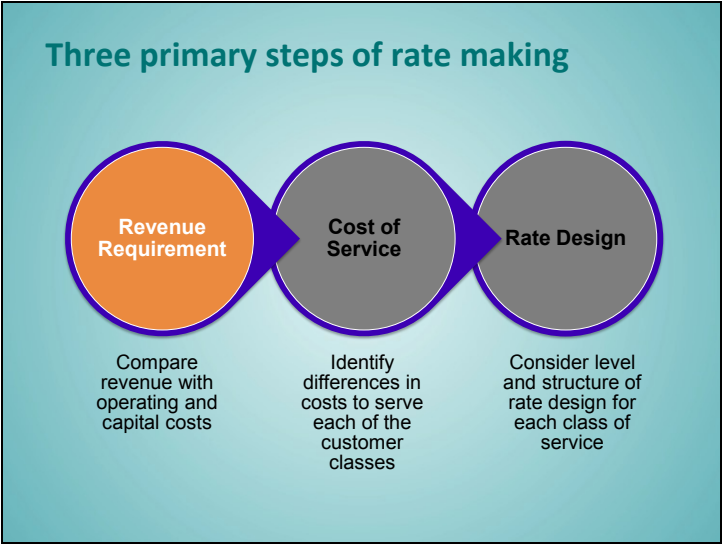 Three primary steps of rate making
Revenue
Requirement
Cost of
Service
Rate Design
Compare
revenue with
operating and
capital costs
Identify
differences in
costs to serve
each of the
customer
classes
Consider level
and structure of
rate design for
each class of
service